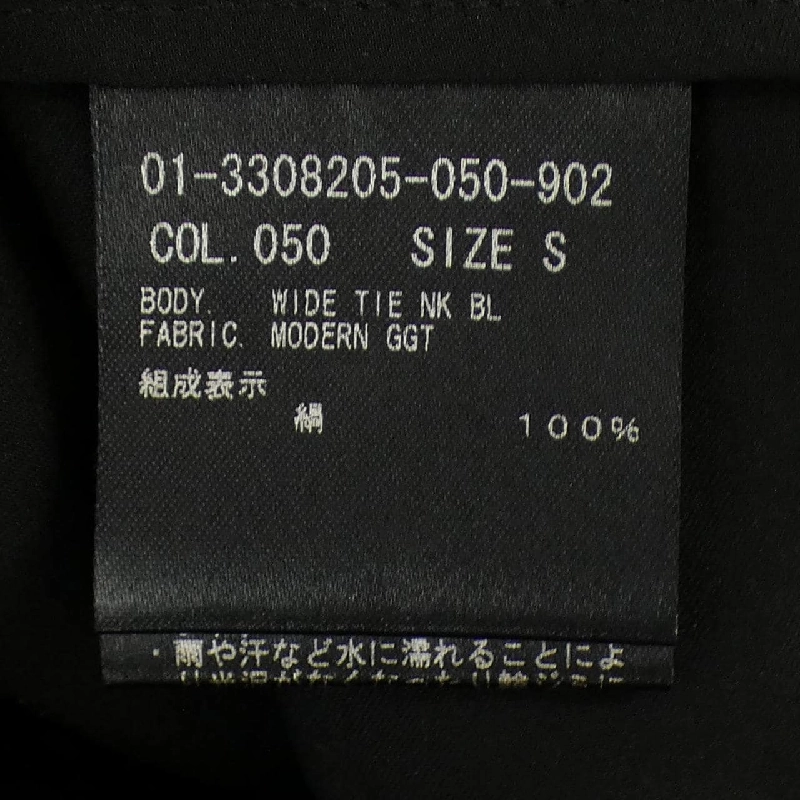 01-3308205-050-902
COL. 050 SIZE S
BODY. WIDE TIE NK BL
FABRIC. MODERN GGT
組成表示
絹 100%
・雨や汗など水に濡れることによ